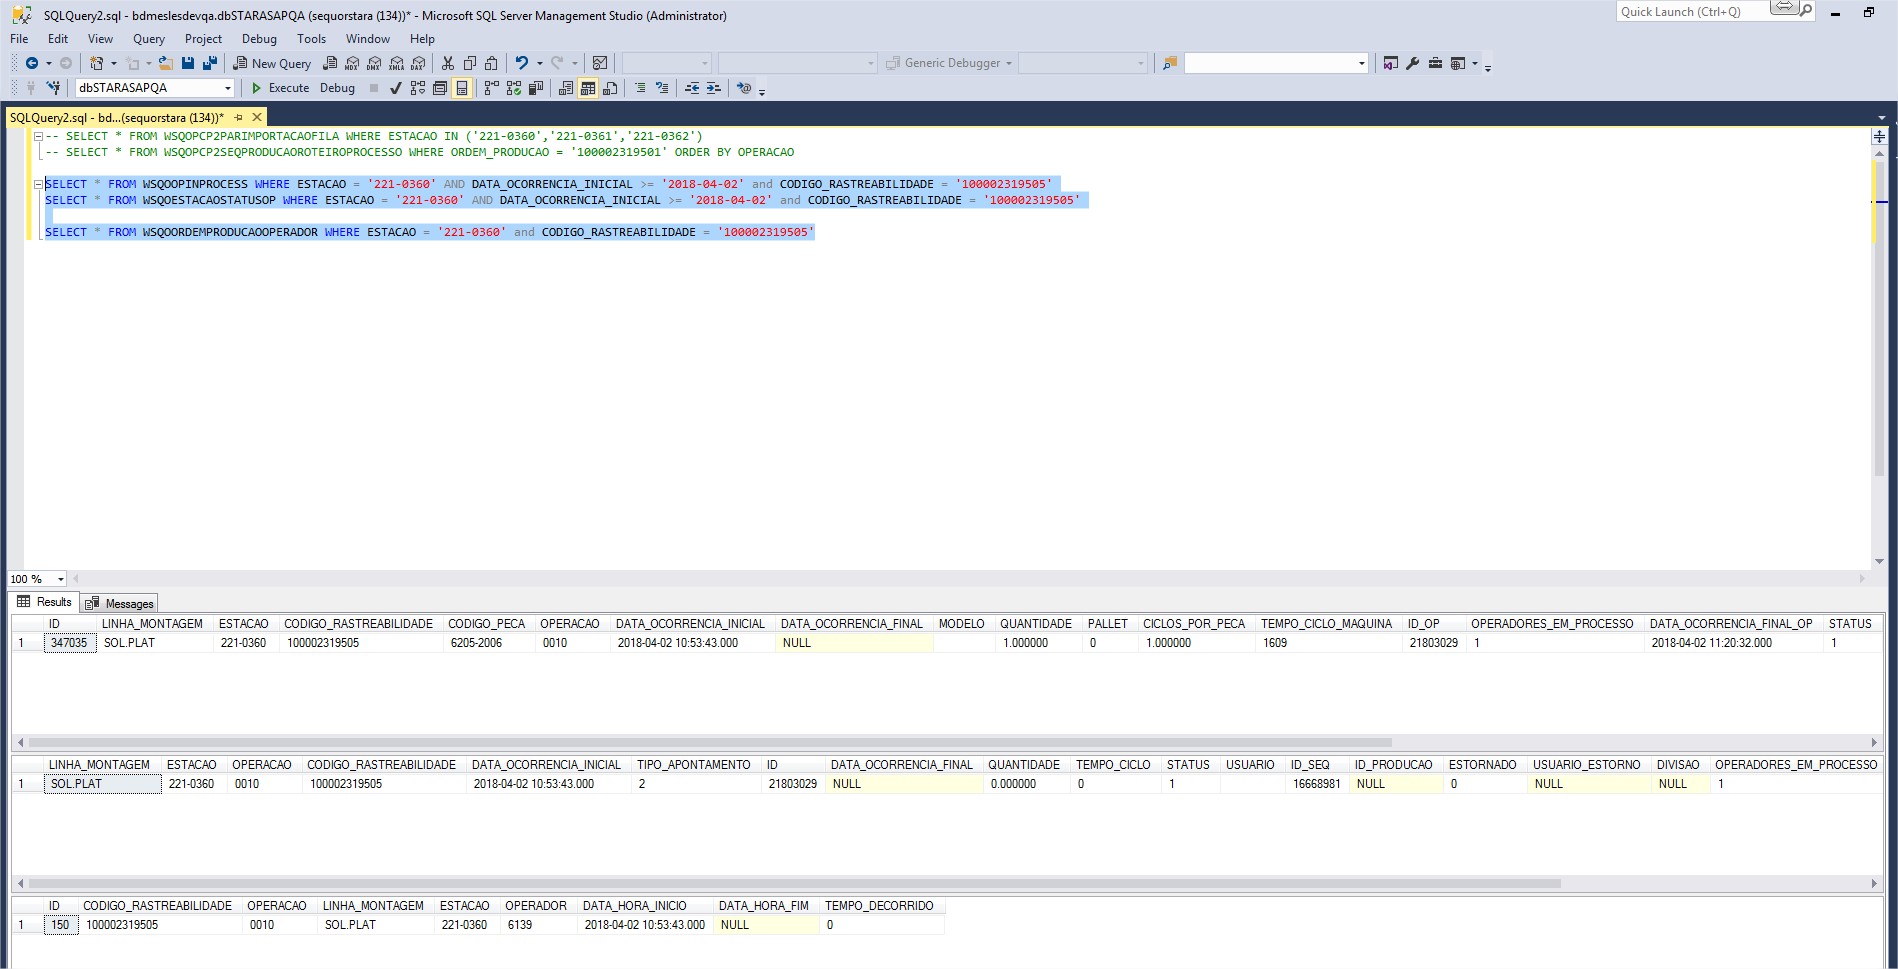 SQLQuery2.sql - bdmeslesdevqa.dbSTARASAPQA (sequorstara (134))* - Microsoft SQL Server Management Studio (Administrator)
Quick Launch (Ctrl+Q)
File Edit View Query Project Debug Tools Window Help
New Query MDX DMX XMLA DAX Generic Debugger
dbSTARASAPQA Execute Debug
SQLQuery2.sql - bd...(sequorstara (134))*
-- SELECT * FROM WSQOPCP2PARIMPORTACAOFILA WHERE ESTACAO IN ('221-0360','221-0361','221-0362')
-- SELECT * FROM WSQOPCP2SEQPRODUCAOROTEIROPROCESSO WHERE ORDEM_PRODUCAO = '100002319501' ORDER BY OPERACAO
SELECT * FROM WSQOOPINPROCESS WHERE ESTACAO = '221-0360' AND DATA_OCORRENCIA_INICIAL >= '2018-04-02' and CODIGO_RASTREABILIDADE = '100002319505'
SELECT * FROM WSQOESTACAOSTATUSOP WHERE ESTACAO = '221-0360' AND DATA_OCORRENCIA_INICIAL >= '2018-04-02' and CODIGO_RASTREABILIDADE = '100002319505'
SELECT * FROM WSQOORDEMPRODUCAOOPERADOR WHERE ESTACAO = '221-0360' and CODIGO_RASTREABILIDADE = '100002319505'
100 %
Results Messages
ID LINHA_MONTAGEM ESTACAO CODIGO_RASTREABILIDADE CODIGO_PECA OPERACAO DATA_OCORRENCIA_INICIAL DATA_OCORRENCIA_FINAL MODELO QUANTIDADE PALLET CICLOS_POR_PECA TEMPO_CICLO_MAQUINA ID_OP OPERADORES_EM_PROCESSO DATA_OCORRENCIA_FINAL_OP STATUS
1 347035 SOL.PLAT 221-0360 100002319505 6205-2006 0010 2018-04-02 10:53:43.000 NULL 1.000000 0 1.000000 1609 21803029 1 2018-04-02 11:20:32.000 1
LINHA_MONTAGEM ESTACAO OPERACAO CODIGO_RASTREABILIDADE DATA_OCORRENCIA_INICIAL TIPO_APONTAMENTO ID DATA_OCORRENCIA_FINAL QUANTIDADE TEMPO_CICLO STATUS USUARIO ID_SEQ ID_PRODUCAO ESTORNADO USUARIO_ESTORNO DIVISAO OPERADORES_EM_PROCESSO
1 SOL.PLAT 221-0360 0010 100002319505 2018-04-02 10:53:43.000 2 21803029 NULL 0.000000 0 1 16668981 NULL 0 NULL NULL 1
ID CODIGO_RASTREABILIDADE OPERACAO LINHA_MONTAGEM ESTACAO OPERADOR DATA_HORA_INICIO DATA_HORA_FIM TEMPO_DECORRIDO
1 150 100002319505 0010 SOL.PLAT 221-0360 6139 2018-04-02 10:53:43.000 NULL 0